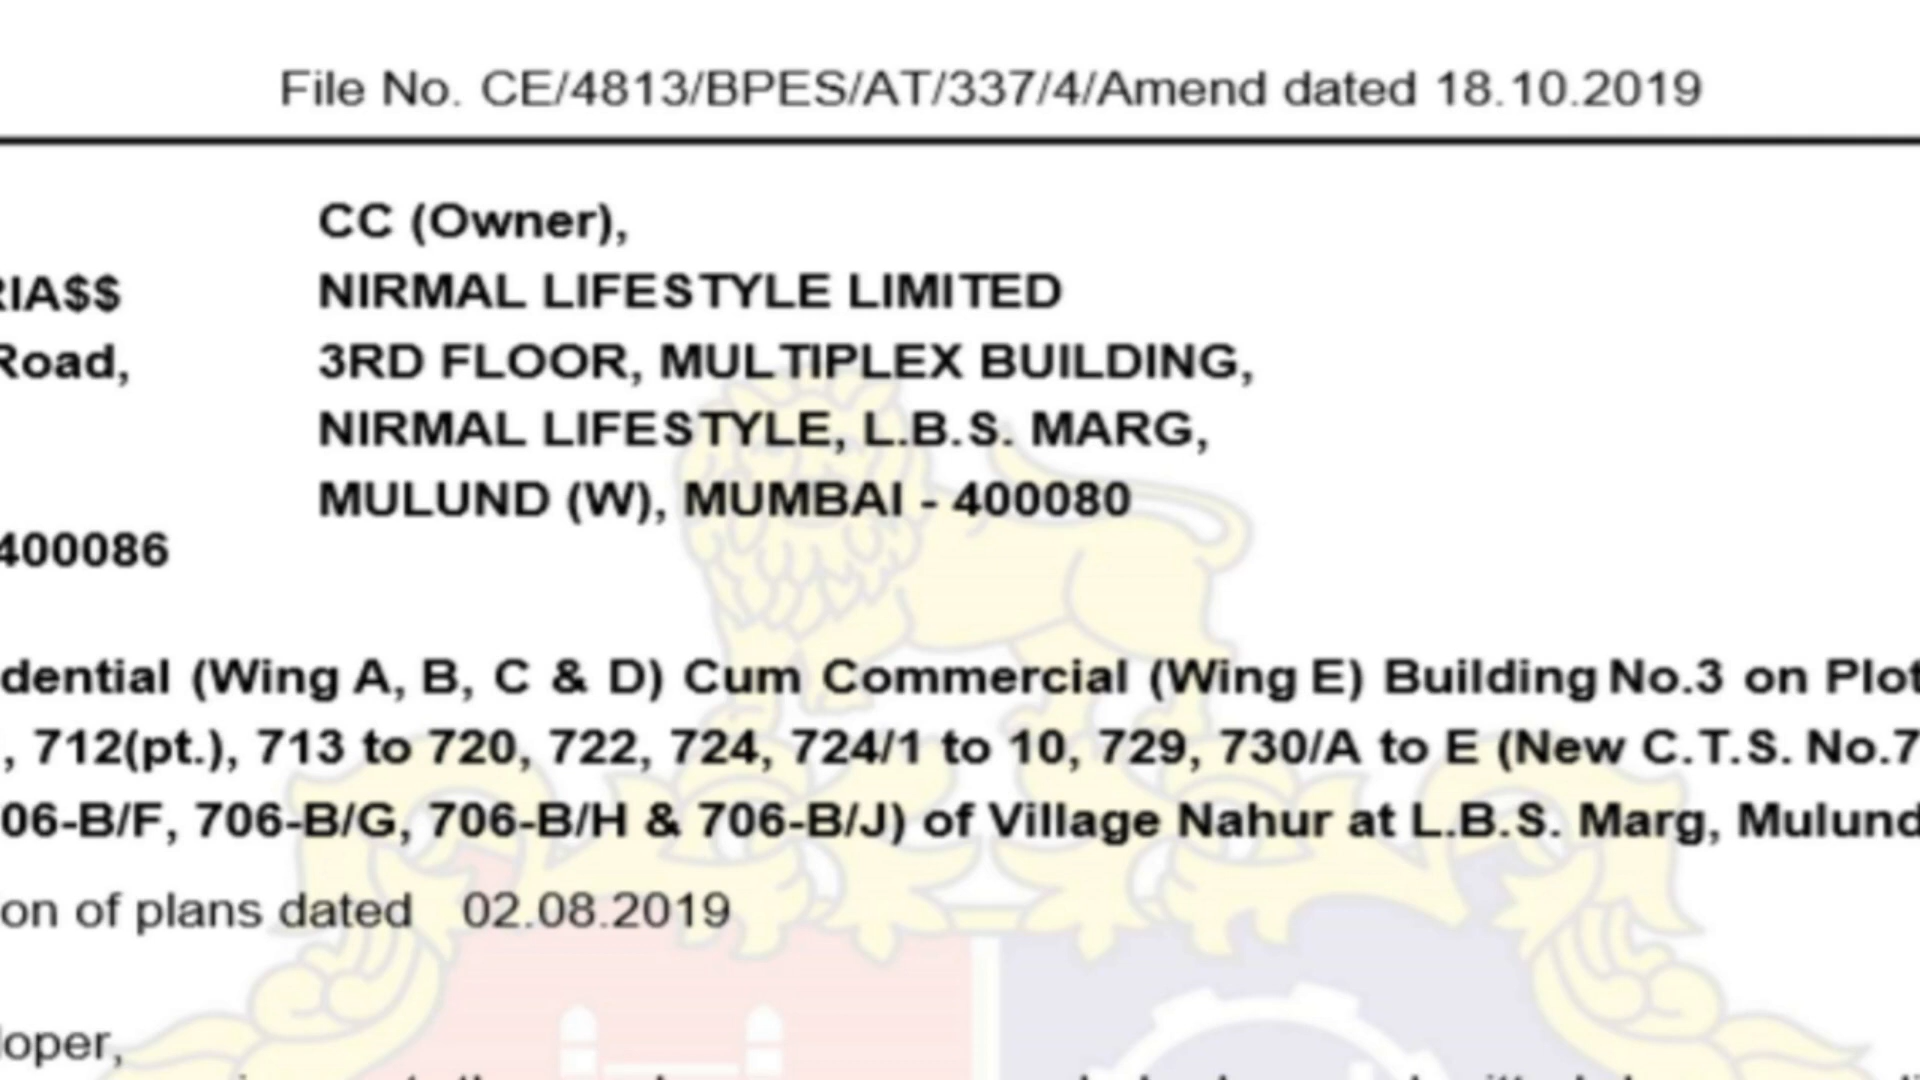 File No. CE/4813/BPES/AT/337/4/Amend dated 18.10.2019
CC (Owner),
RIA$$ NIRMAL LIFESTYLE LIMITED
Road, 3RD FLOOR, MULTIPLEX BUILDING,
NIRMAL LIFESTYLE, L.B.S. MARG,
MULUND (W), MUMBAI - 400080
400086
dential (Wing A, B, C & D) Cum Commercial (Wing E) Building No.3 on Plot
, 712(pt.), 713 to 720, 722, 724, 724/1 to 10, 729, 730/A to E (New C.T.S. No.7
06-B/F, 706-B/G, 706-B/H & 706-B/J) of Village Nahur at L.B.S. Marg, Mulund
on of plans dated 02.08.2019
loper,